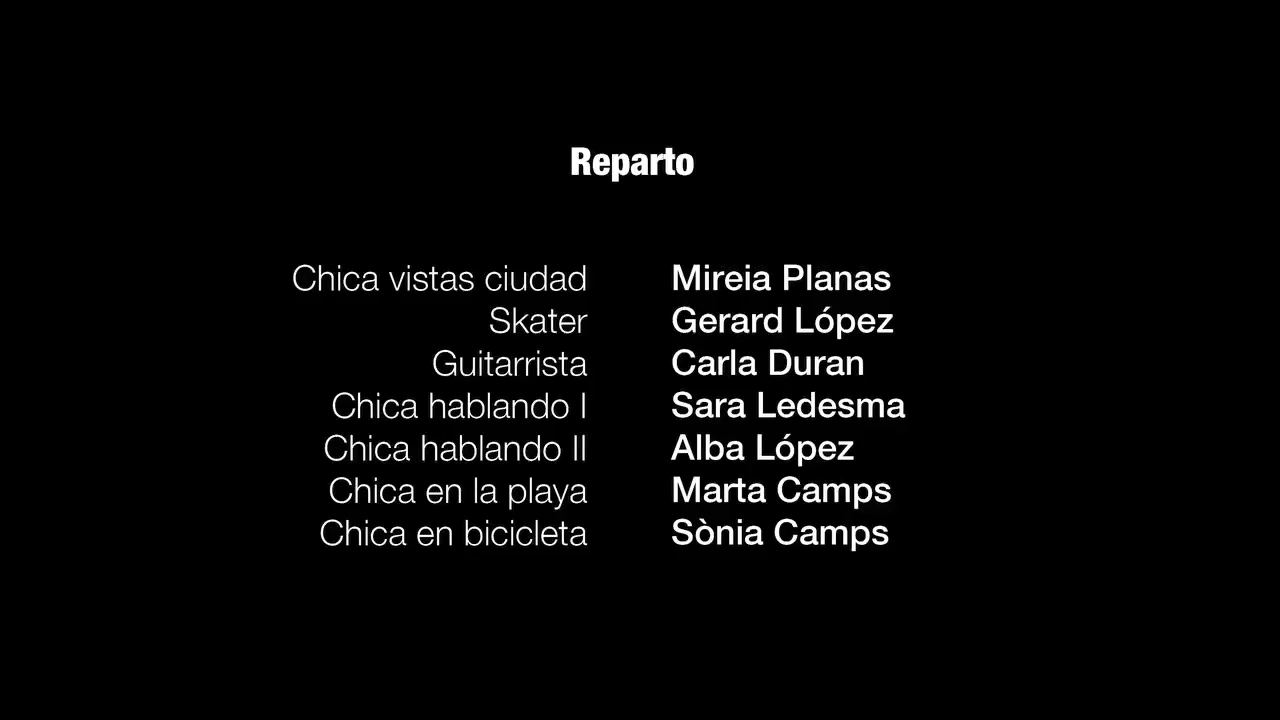 Reparto
Chica vistas ciudad Mireia Planas
Skater Gerard López
Guitarrista Carla Duran
Chica hablando I Sara Ledesma
Chica hablando II Alba López
Chica en la playa Marta Camps
Chica en bicicleta Sònia Camps